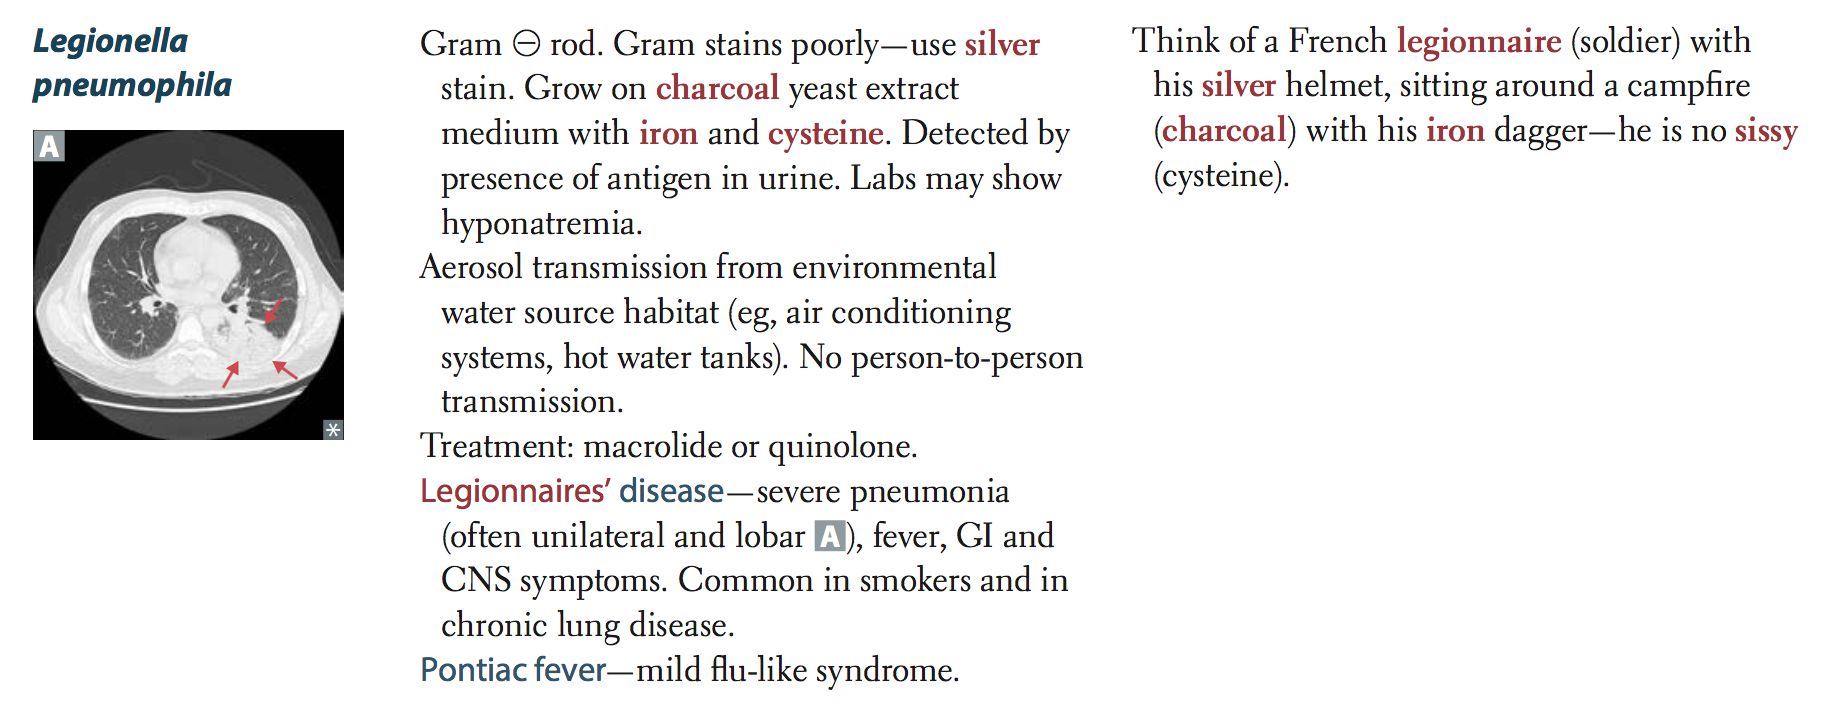 Legionella
pneumophila
A
*
Gram ⊖ rod. Gram stains poorly—use silver
stain. Grow on charcoal yeast extract
medium with iron and cysteine. Detected by
presence of antigen in urine. Labs may show
hyponatremia.
Aerosol transmission from environmental
water source habitat (eg, air conditioning
systems, hot water tanks). No person-to-person
transmission.
Treatment: macrolide or quinolone.
Legionnaires’ disease—severe pneumonia
(often unilateral and lobar A), fever, GI and
CNS symptoms. Common in smokers and in
chronic lung disease.
Pontiac fever—mild flu-like syndrome.
Think of a French legionnaire (soldier) with
his silver helmet, sitting around a campfire
(charcoal) with his iron dagger—he is no sissy
(cysteine).